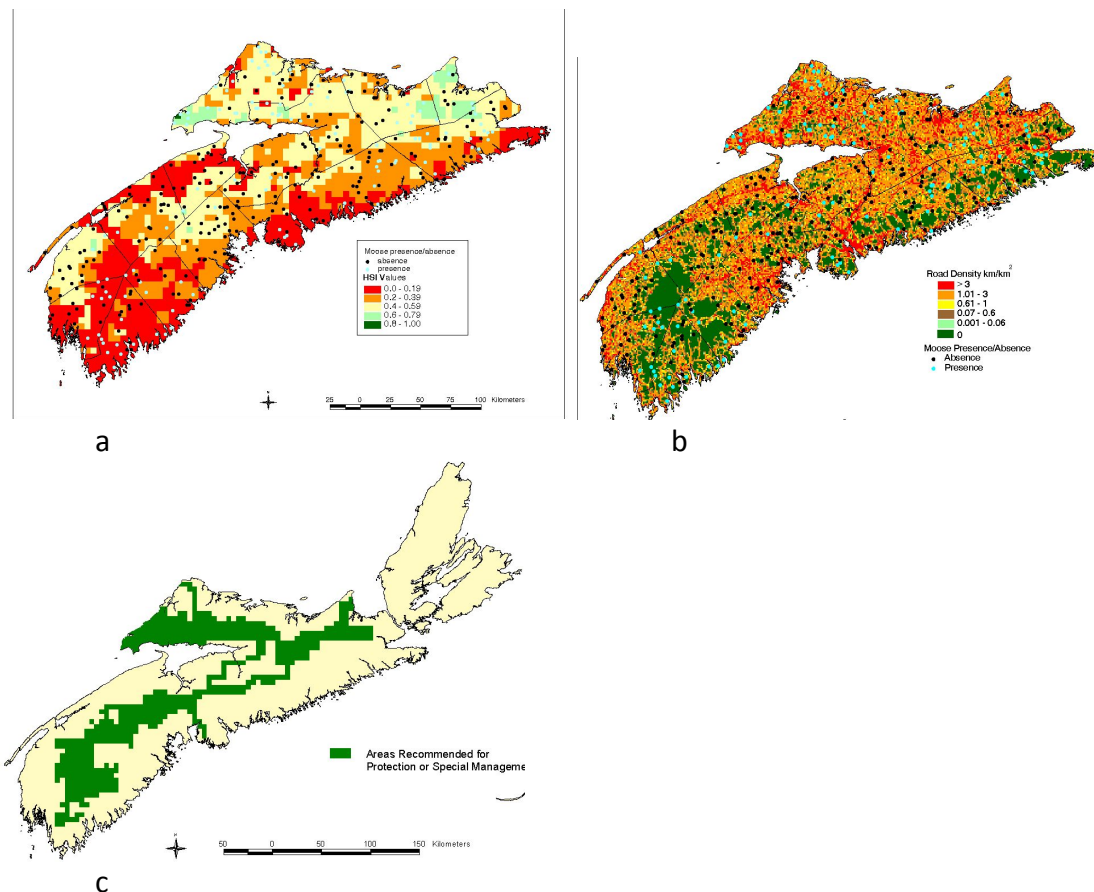 Moose presence/absence
absence
presence
HSI Values
0.0 - 0.19
0.2 - 0.39
0.4 - 0.59
0.6 - 0.79
0.8 - 1.00
25 0 25 50 75 100 Kilometers
a
Road Density km/km²
> 3
1.01 - 3
0.61 - 1
0.07 - 0.6
0.001 - 0.06
0
Moose Presence/Absence
Absence
Presence
b
Areas Recommended for
Protection or Special Manageme
50 0 50 100 150 Kilometers
c